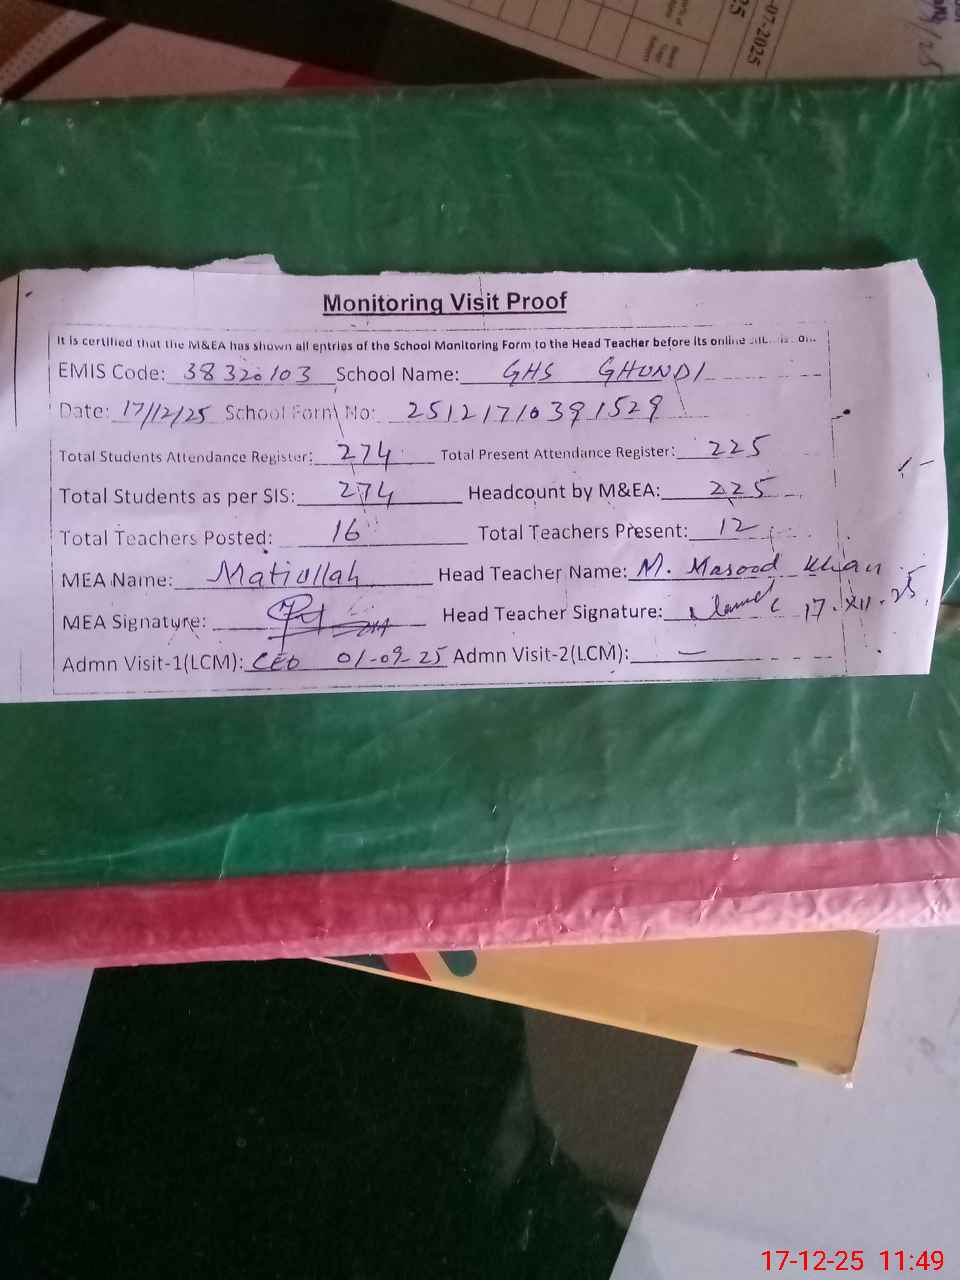 -07-2025
25
Monitoring Visit Proof
It is certified that the M&EA has shown all entries of the School Monitoring Form to the Head Teacher before its online
EMIS Code: 38320103 School Name: GHS GHUNDI
Date: 17/12/25 School Form No: 25121710391529
Total Students Attendance Register: 274 Total Present Attendance Register: 225
Total Students as per SIS: 274 Headcount by M&EA: 225
Total Teachers Posted: 16 Total Teachers Present: 12
MEA Name: Matiullah Head Teacher Name: M. Masood Khan
MEA Signature: Head Teacher Signature: 17.XII.25
Admn Visit-1(LCM): CEO 01-09-25 Admn Visit-2(LCM): —
17-12-25 11:49